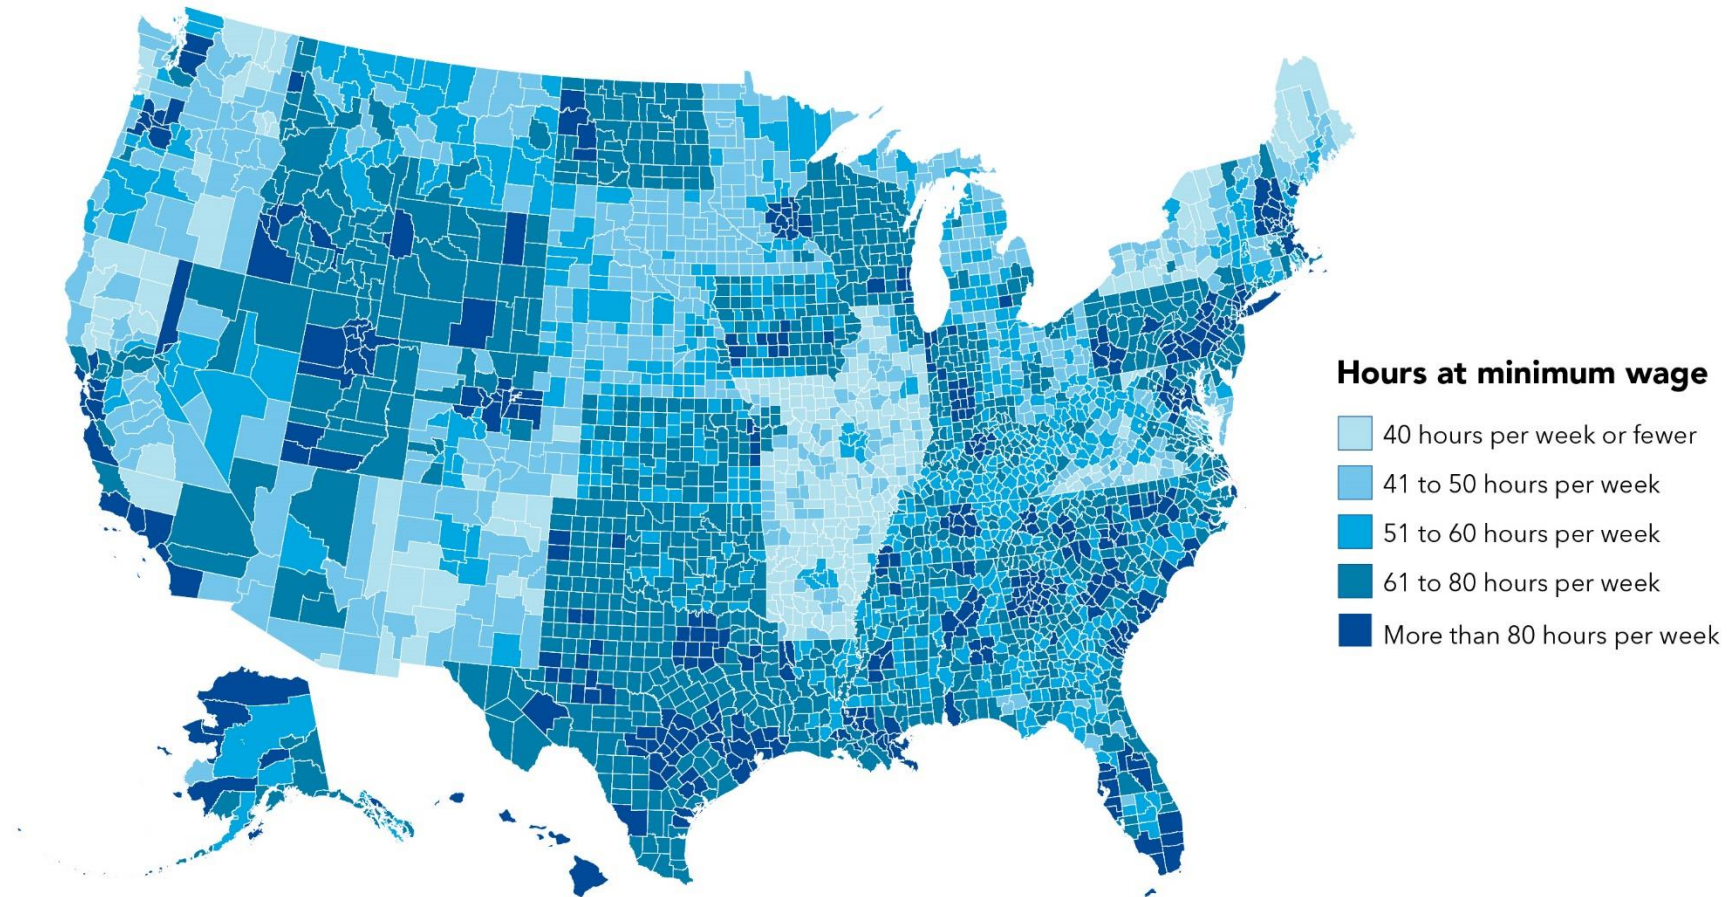 Hours at minimum wage
40 hours per week or fewer
41 to 50 hours per week
51 to 60 hours per week
61 to 80 hours per week
More than 80 hours per week